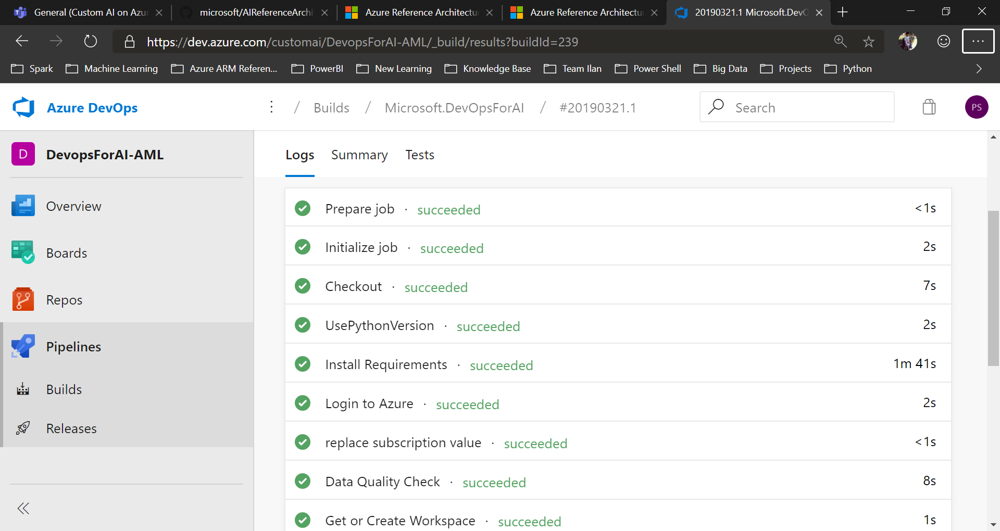 General (Custom AI on Azu
microsoft/AIReferenceArchi
Azure Reference Architectu
Azure Reference Architectur
20190321.1 Microsoft.DevO
https://dev.azure.com/customai/DevopsForAI-AML/_build/results?buildId=239
Spark
Machine Learning
Azure ARM Referen...
PowerBI
New Learning
Knowledge Base
Team Ilan
Power Shell
Big Data
Projects
Python
Azure DevOps
/ Builds / Microsoft.DevOpsForAI / #20190321.1
Search
PS
D DevopsForAI-AML
Overview
Boards
Repos
Pipelines
Builds
Releases
Logs Summary Tests
Prepare job · succeeded <1s
Initialize job · succeeded 2s
Checkout · succeeded 7s
UsePythonVersion · succeeded 2s
Install Requirements · succeeded 1m 41s
Login to Azure · succeeded 2s
replace subscription value · succeeded <1s
Data Quality Check · succeeded 8s
Get or Create Workspace · succeeded 1s